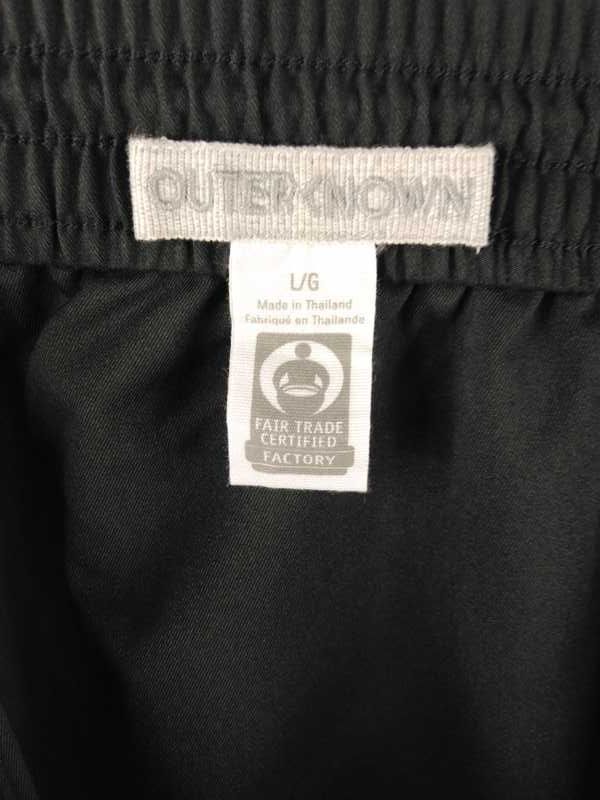 OUTERKNOWN
L/G
Made in Thailand
Fabriqué en Thaïlande
FAIR TRADE
CERTIFIED
FACTORY